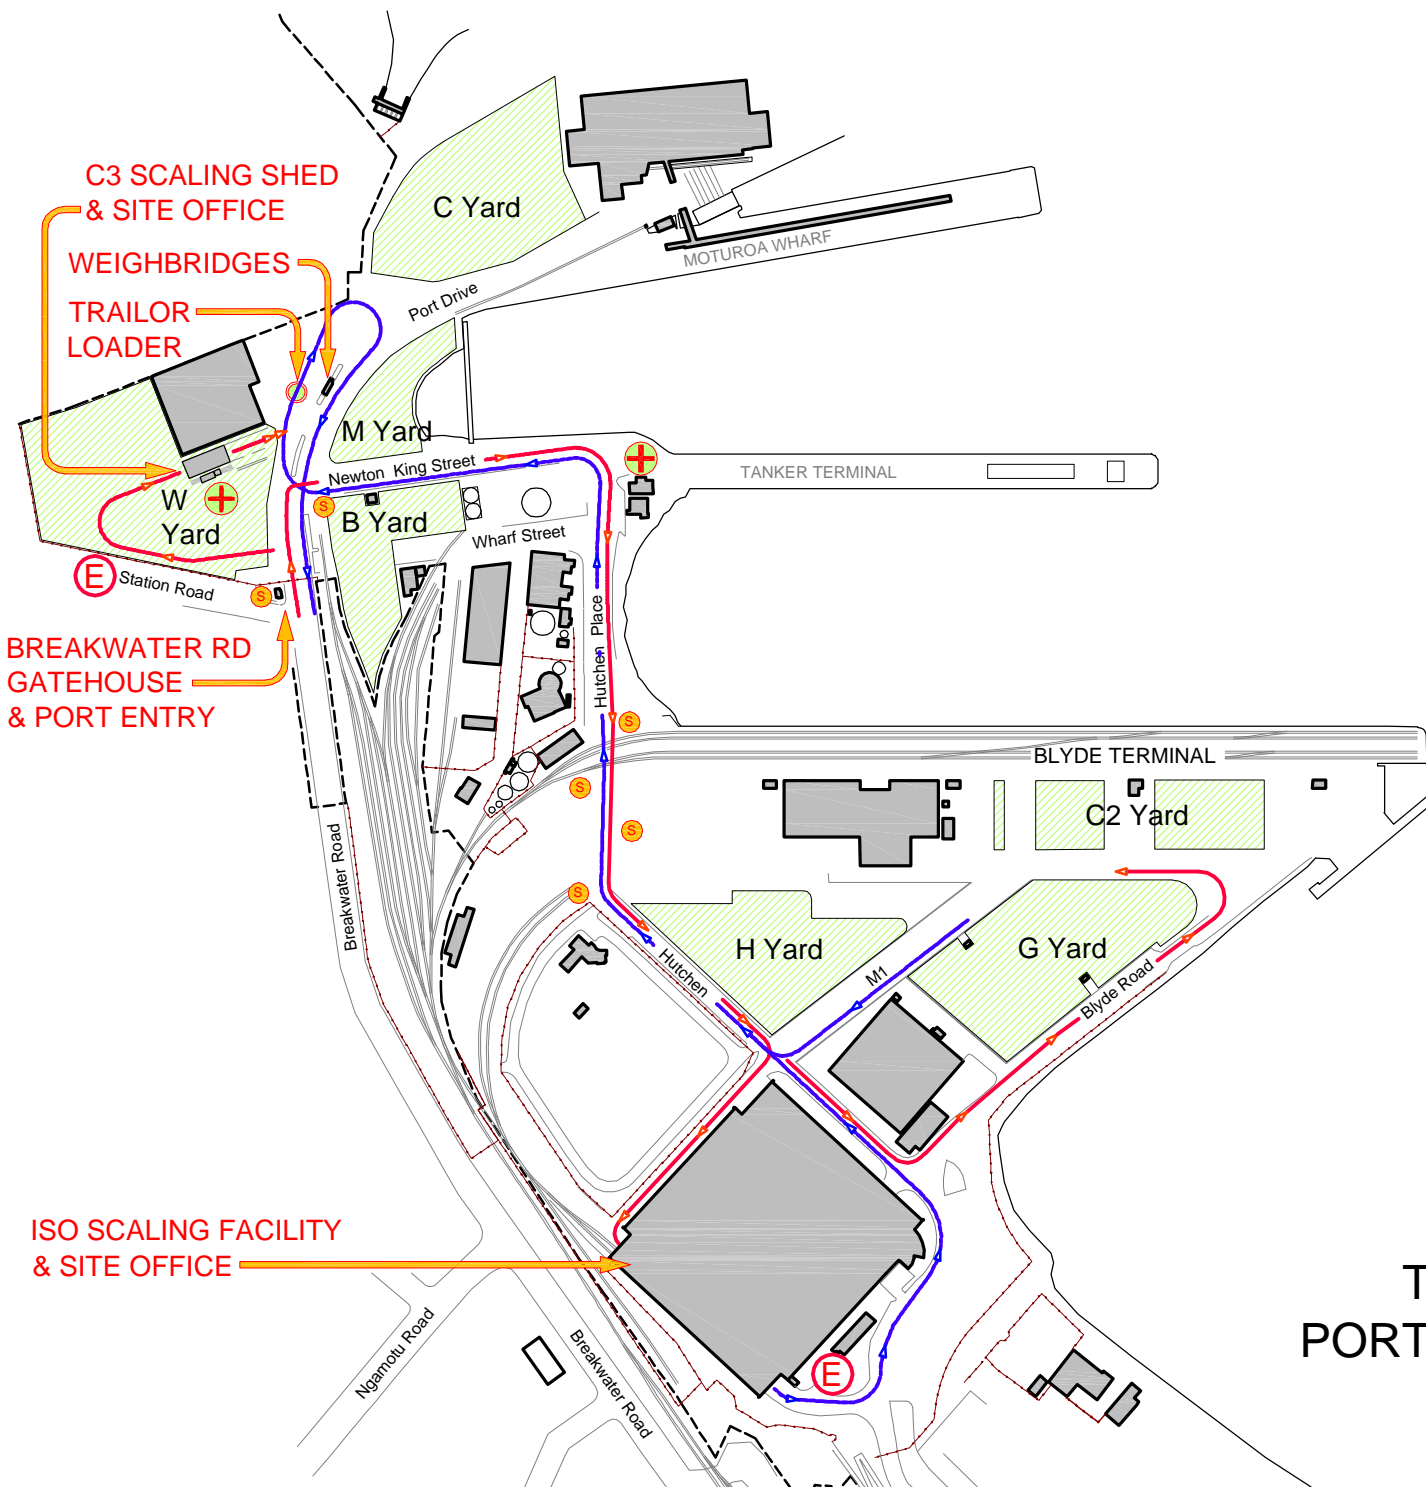 C3 SCALING SHED
& SITE OFFICE
WEIGHBRIDGES
TRAILOR
LOADER
C Yard
MOTUROA WHARF
Port Drive
M Yard
Newton King Street
TANKER TERMINAL
W
Yard
S
B Yard
Wharf Street
E
Station Road
S
BREAKWATER RD
GATEHOUSE
& PORT ENTRY
Hutchen Place
S
BLYDE TERMINAL
S
C2 Yard
S
Breakwater Road
S
H Yard
G Yard
Hutchen
M1
Blyde Road
ISO SCALING FACILITY
& SITE OFFICE
Ngamotu Road
Breakwater Road
E
T
PORT